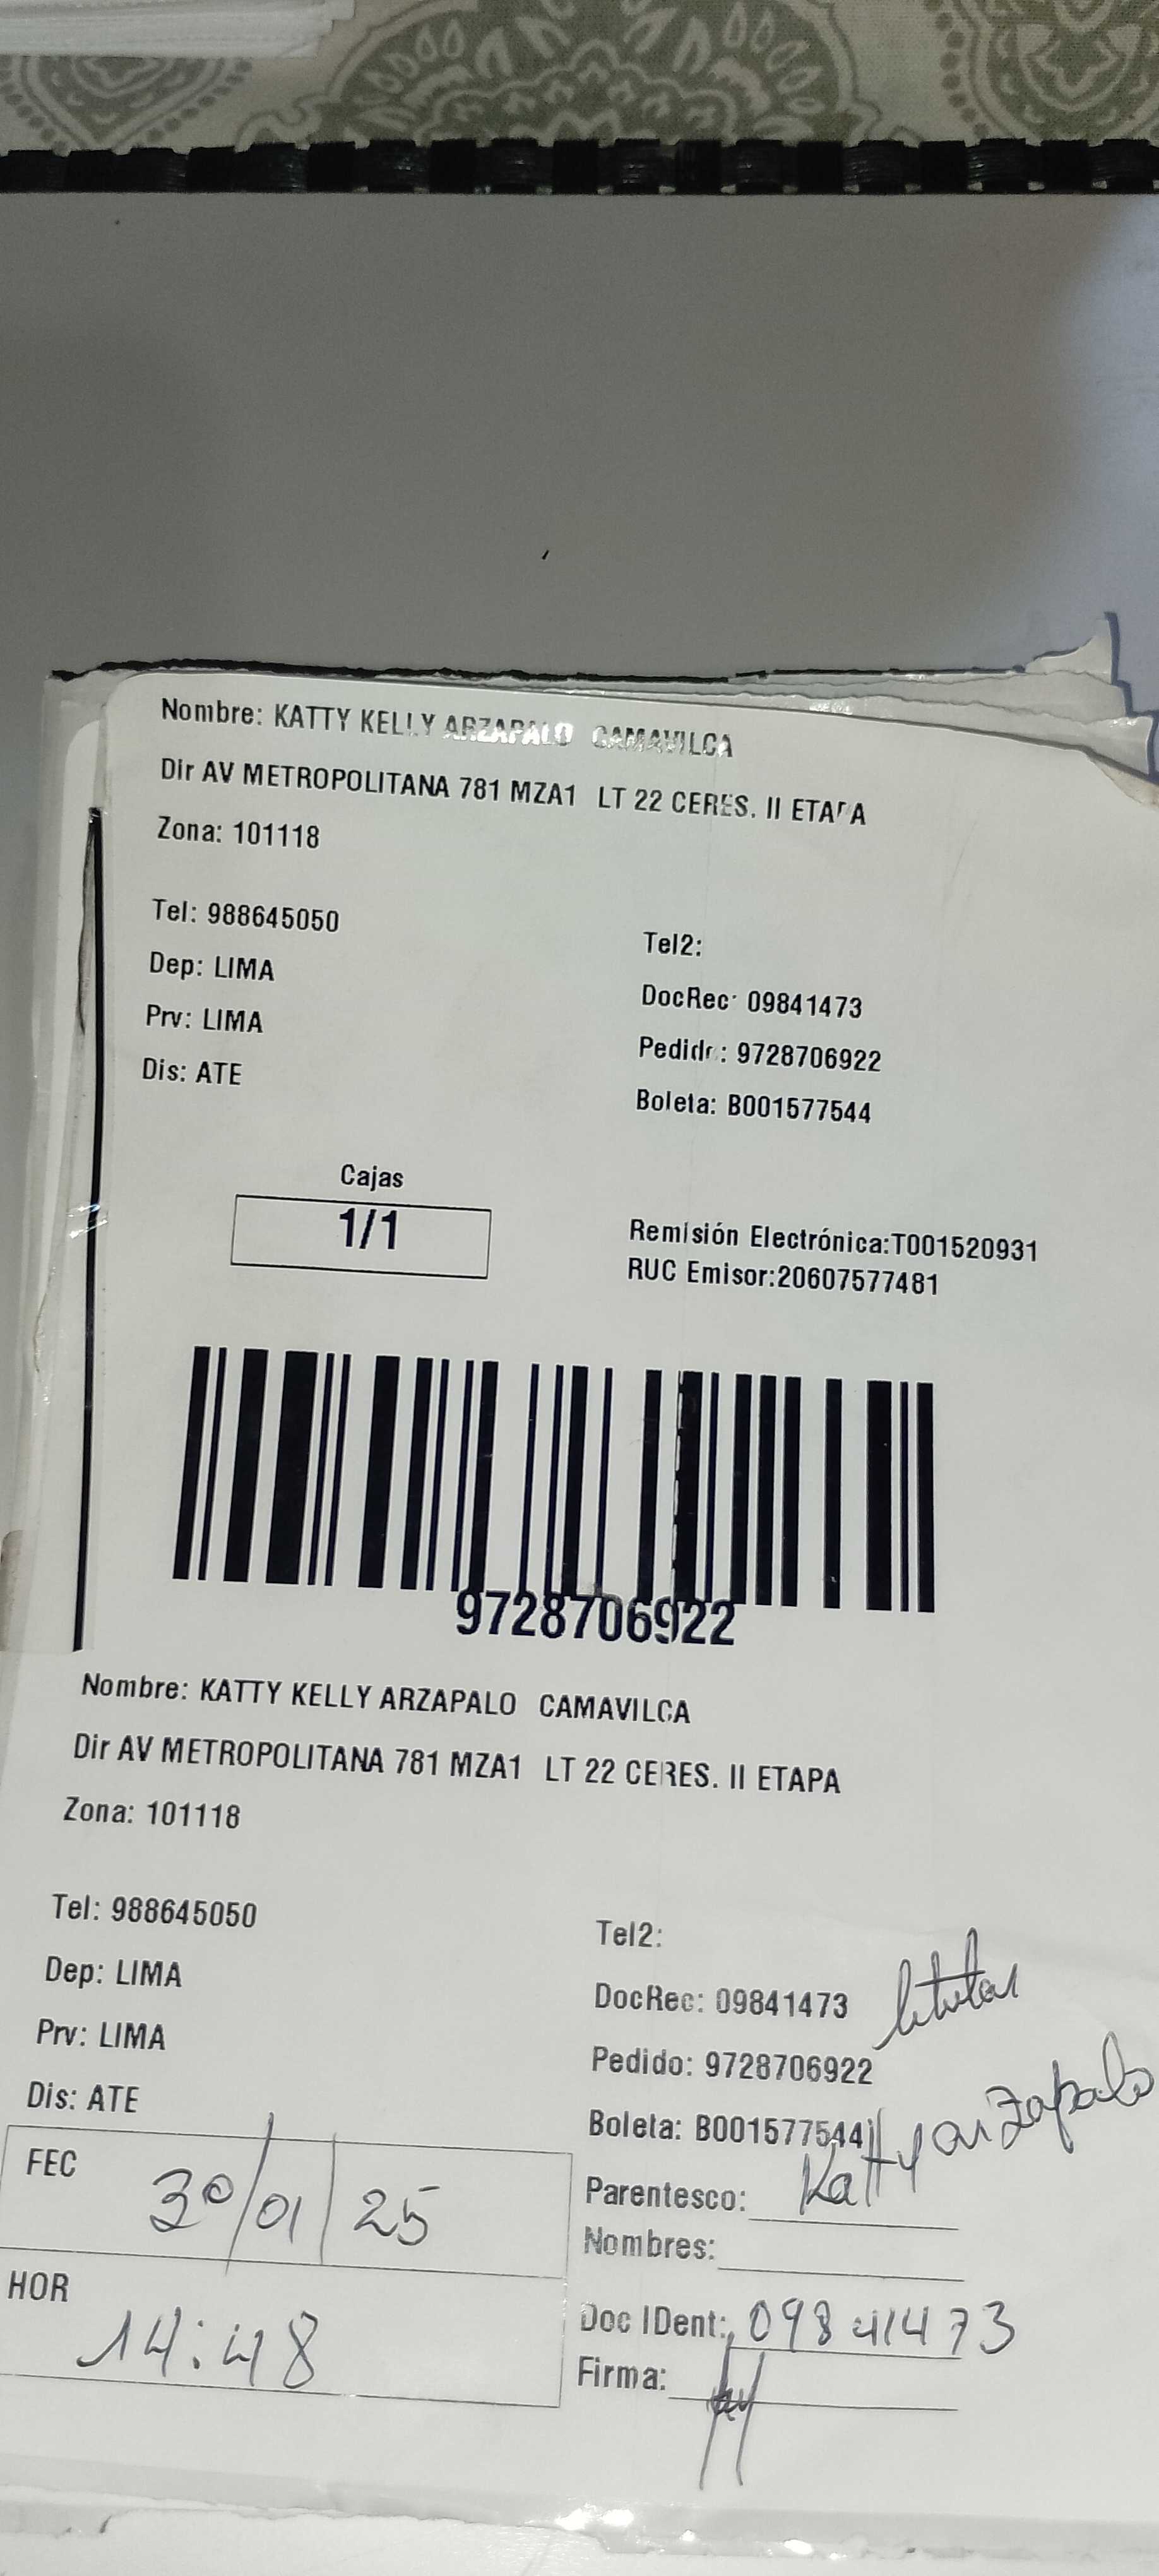 Nombre: KATTY KELLY ARZAPALO CAMAVILCA
Dir AV METROPOLITANA 781 MZA1 LT 22 CERES. II ETAPA
Zona: 101118
Tel: 988645050
Tel2:
Dep: LIMA
DocRec: 09841473
Prv: LIMA
Pedido: 9728706922
Dis: ATE
Boleta: B001577544
Cajas
1/1
Remisión Electrónica:T001520931
RUC Emisor:20607577481
9728706922
Nombre: KATTY KELLY ARZAPALO CAMAVILCA
Dir AV METROPOLITANA 781 MZA1 LT 22 CERES. II ETAPA
Zona: 101118
Tel: 988645050
Tel2:
Dep: LIMA
DocRec: 09841473 titular
Prv: LIMA
Pedido: 9728706922
Dis: ATE
Boleta: B001577544
FEC 30/01/25
Parentesco: Katty arzapalo
Nombres:
HOR 14:48
Doc IDent: 09841473
Firma: